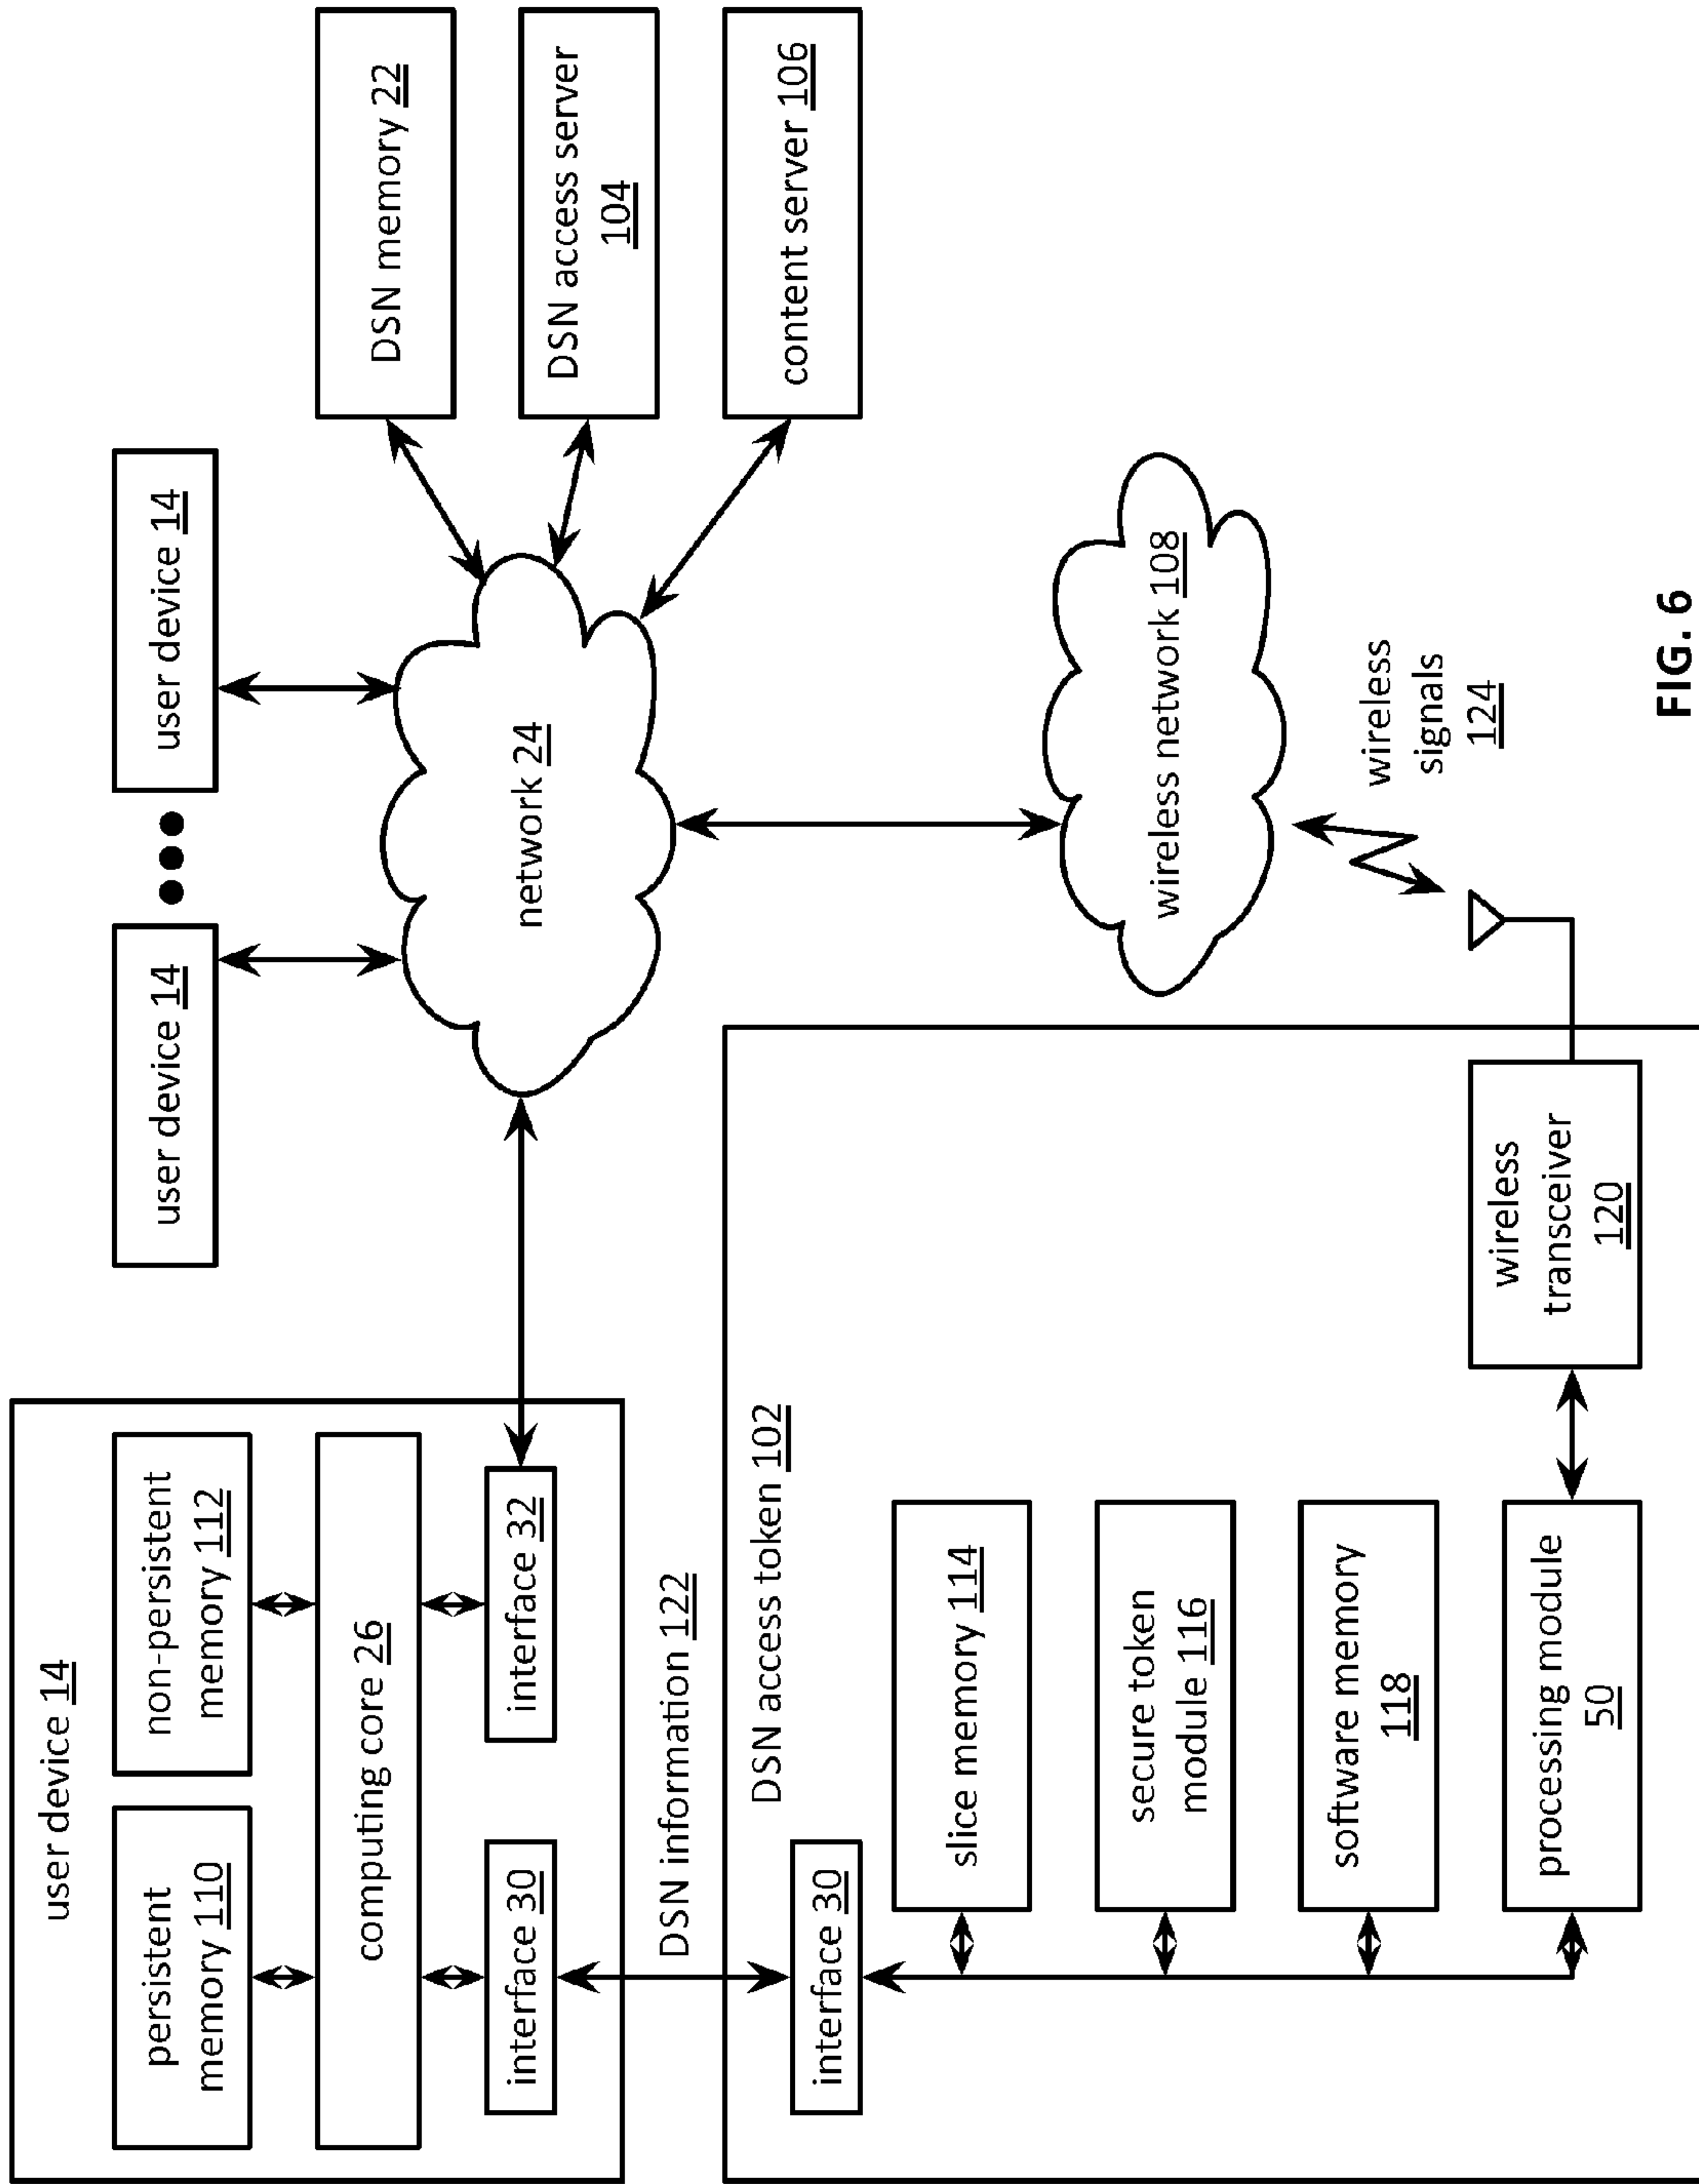 user device 14
persistent
memory 110
non-persistent
memory 112
computing core 26
interface 30
interface 32
user device 14
user device 14
network 24
DSN memory 22
DSN access server
104
content server 106
DSN information 122
DSN access token 102
interface 30
slice memory 114
secure token
module 116
software memory
118
processing module
50
wireless
transceiver
120
wireless network 108
wireless
signals
124
FIG. 6